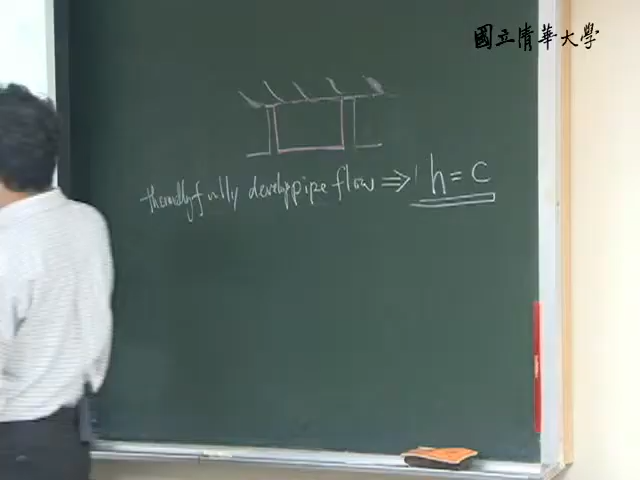 國立清華大學
thermally fully develop pipe flow ⇒ h = c